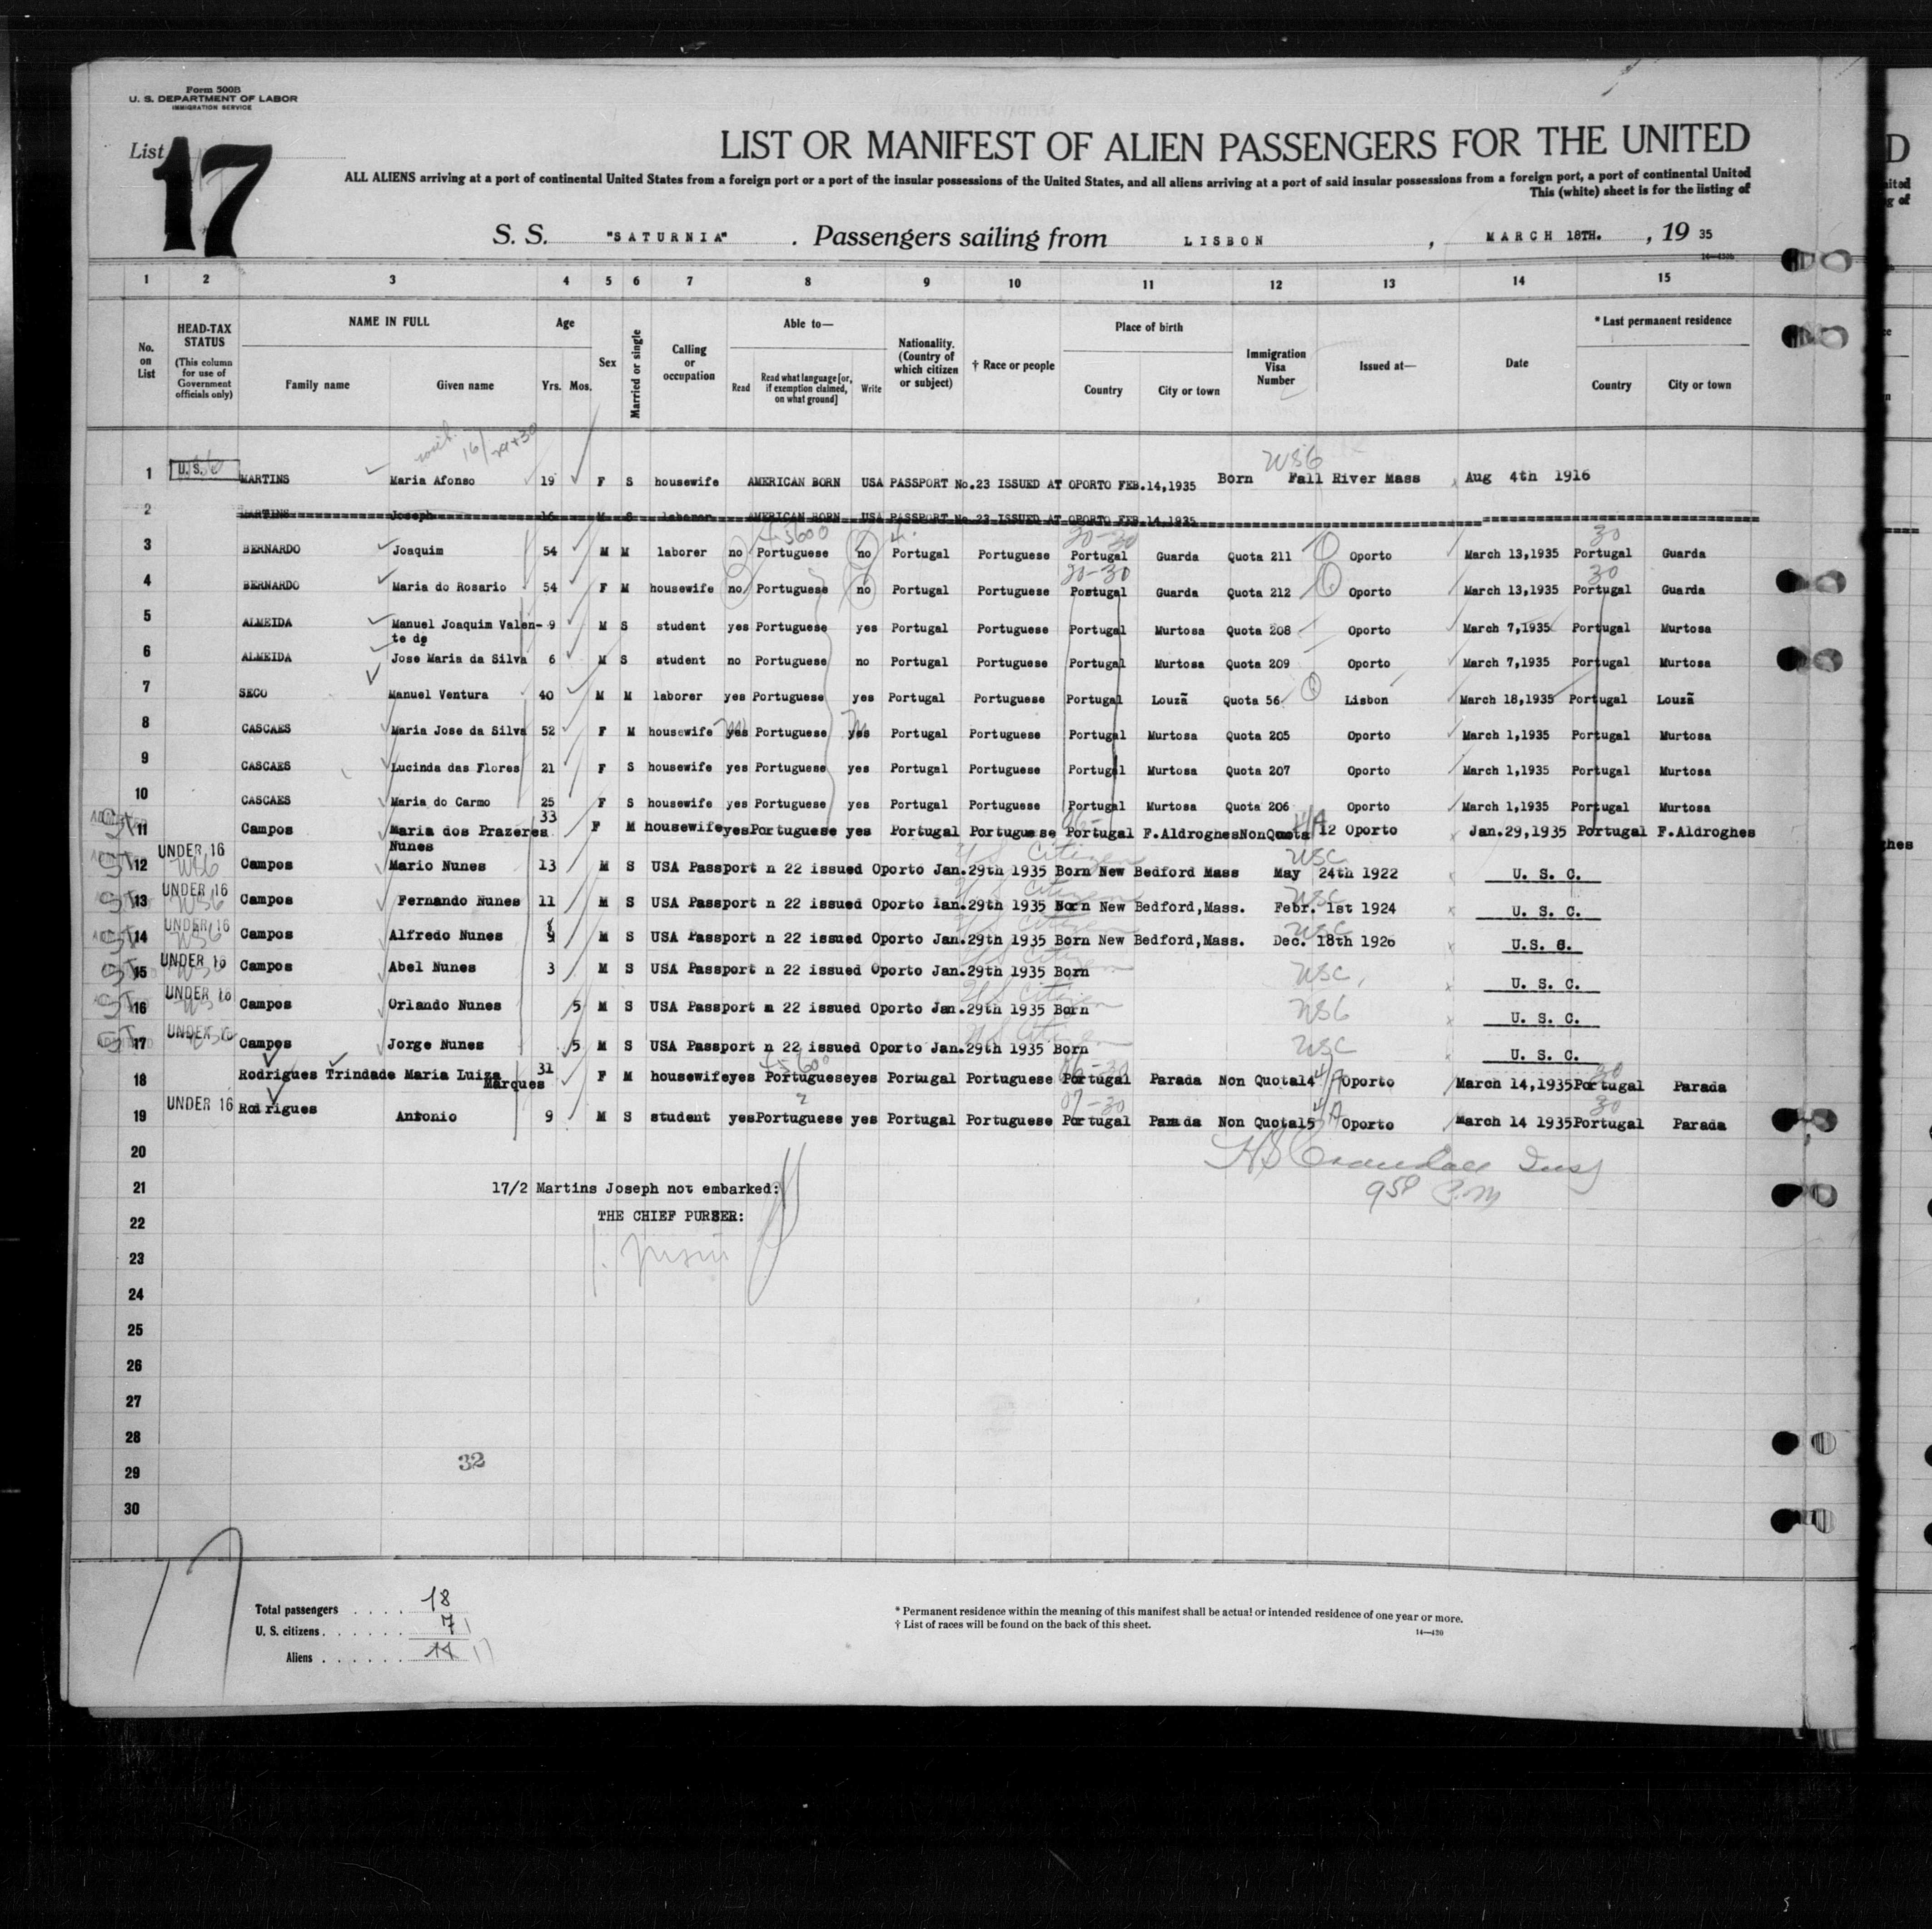 Form 500B
U. S. DEPARTMENT OF LABOR
IMMIGRATION SERVICE
List 17
LIST OR MANIFEST OF ALIEN PASSENGERS FOR THE UNITED
ALL ALIENS arriving at a port of continental United States from a foreign port or a port of the insular possessions of the United States, and all aliens arriving at a port of said insular possessions from a foreign port, a port of continental United
This (white) sheet is for the listing of
S. S. "SATURNIA" . Passengers sailing from LISBON , MARCH 18TH. , 19 35
1 2 3 4 5 6 7 8 9 10 11 12 13 14 15
No. on List
HEAD-TAX STATUS
(This column for use of Government officials only)
NAME IN FULL
Family name Given name
Age
Yrs. Mos.
Sex
Married or single
Calling or occupation
Able to—
Read
Read what language [or, if exemption claimed, on what ground]
Write
Nationality. (Country of which citizen or subject)
† Race or people
Place of birth
Country City or town
Immigration Visa Number
Issued at—
Date
* Last permanent residence
Country City or town
1 U.S. MARTINS Maria Afonso 19 F S housewife AMERICAN BORN USA PASSPORT No.23 ISSUED AT OPORTO FEB.14,1935 Born Fall River Mass Aug 4th 1916
2 MARTINS Joseph 16 M S laborer AMERICAN BORN USA PASSPORT No.23 ISSUED AT OPORTO FEB.14,1935
3 BERNARDO Joaquim 54 M M laborer no Portuguese no Portugal Portuguese Portugal Guarda Quota 211 Oporto March 13,1935 Portugal Guarda
4 BERNARDO Maria do Rosario 54 F M housewife no Portuguese no Portugal Portuguese Portugal Guarda Quota 212 Oporto March 13,1935 Portugal Guarda
5 ALMEIDA Manuel Joaquim Valen- 9 M S student yes Portuguese yes Portugal Portuguese Portugal Murtosa Quota 208 Oporto March 7,1935 Portugal Murtosa
te de
6 ALMEIDA Jose Maria da Silva 6 M S student no Portuguese no Portugal Portuguese Portugal Murtosa Quota 209 Oporto March 7,1935 Portugal Murtosa
7 SECO Manuel Ventura 40 M M laborer yes Portuguese yes Portugal Portuguese Portugal Louzã Quota 56 Lisbon March 18,1935 Portugal Louzã
8 CASCAES Maria Jose da Silva 52 F M housewife yes Portuguese yes Portugal Portuguese Portugal Murtosa Quota 205 Oporto March 1,1935 Portugal Murtosa
9 CASCAES Lucinda das Flores 21 F S housewife yes Portuguese yes Portugal Portuguese Portugal Murtosa Quota 207 Oporto March 1,1935 Portugal Murtosa
10 CASCAES Maria do Carmo 25 F S housewife yes Portuguese yes Portugal Portuguese Portugal Murtosa Quota 206 Oporto March 1,1935 Portugal Murtosa
11 Campos Maria dos Prazeres 33 F M housewife yes Portuguese yes Portugal Portuguese Portugal F.Aldroghes NonQuota 12 Oporto Jan.29,1935 Portugal F.Aldroghes
Nunes
12 UNDER 16 Campos Mario Nunes 13 M S USA Passport n 22 issued Oporto Jan.29th 1935 Born New Bedford Mass May 24th 1922 U. S. C.
13 UNDER 16 Campos Fernando Nunes 11 M S USA Passport n 22 issued Oporto Jan.29th 1935 Born New Bedford,Mass. Febr. 1st 1924 U. S. C.
14 UNDER 16 Campos Alfredo Nunes 9 M S USA Passport n 22 issued Oporto Jan.29th 1935 Born New Bedford,Mass. Dec. 18th 1926 U.S. C.
15 UNDER 16 Campos Abel Nunes 3 M S USA Passport n 22 issued Oporto Jan.29th 1935 Born USC U. S. C.
16 UNDER 16 Campos Orlando Nunes 5 M S USA Passport n 22 issued Oporto Jan.29th 1935 Born USC U. S. C.
17 UNDER 16 Campos Jorge Nunes 5 M S USA Passport n 22 issued Oporto Jan.29th 1935 Born USC U. S. C.
18 Rodrigues Trindade Maria Luiza Marques 31 F M housewife yes Portuguese yes Portugal Portuguese Portugal Parada Non Quota14 Oporto March 14,1935 Portugal Parada
19 UNDER 16 Rodrigues Antonio 9 M S student yes Portuguese yes Portugal Portuguese Portugal Parada Non Quota15 Oporto March 14 1935 Portugal Parada
20
21 17/2 Martins Joseph not embarked:
22 THE CHIEF PURSER:
23
24
25
26
27
28
29 32
30
Total passengers . . . . 18
U. S. citizens . . . . . . 7
Aliens . . . . . . 11
* Permanent residence within the meaning of this manifest shall be actual or intended residence of one year or more.
† List of races will be found on the back of this sheet.
14—430